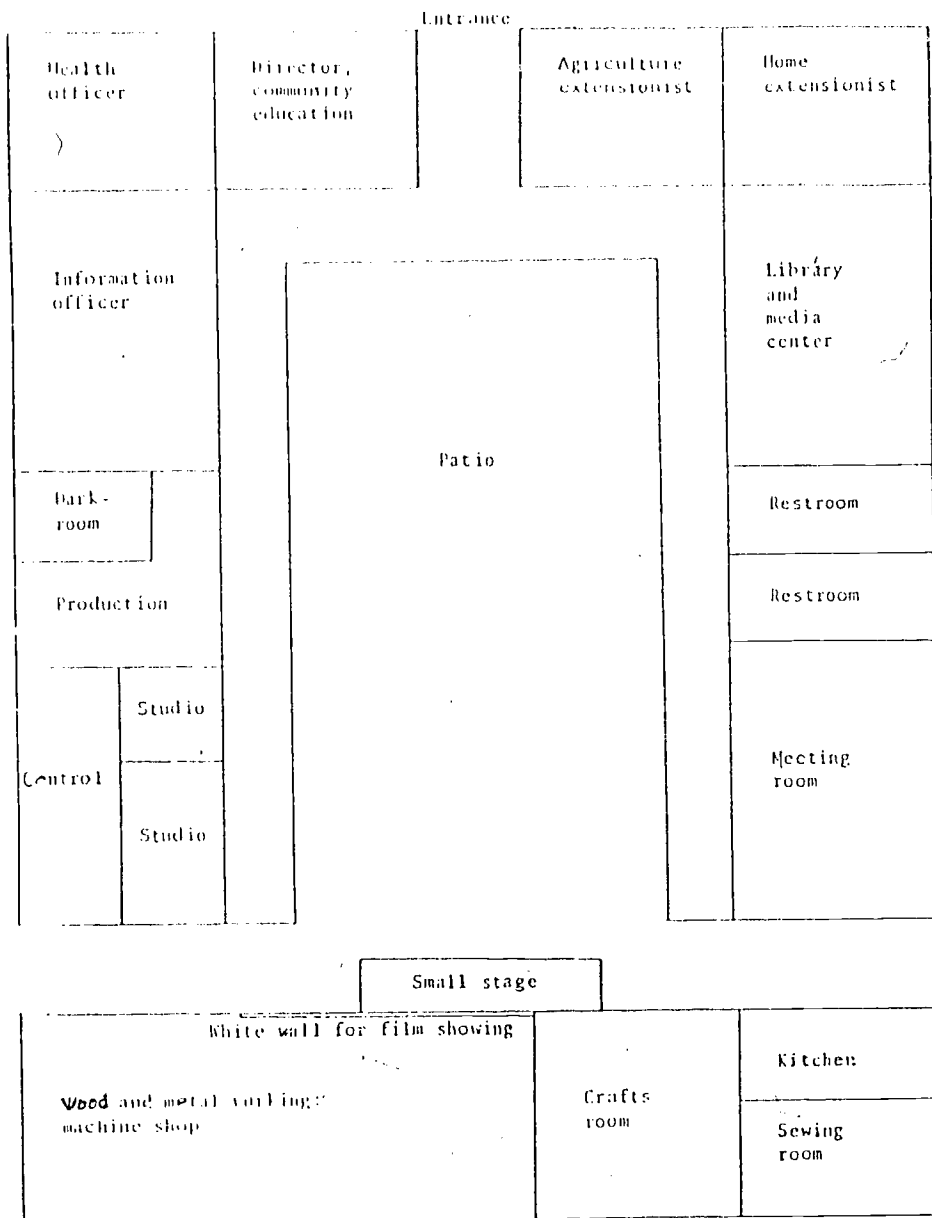 Entrance
Health
officer
Director,
community
education
Agriculture
extensionist
Home
extensionist
Information
officer
Library
and
media
center
Patio
Dark-
room
Restroom
Production
Restroom
Studio
Control
Meeting
room
Studio
Small stage
White wall for film showing
Kitchen
Wood and metal
machine shop
Crafts
room
Sewing
room